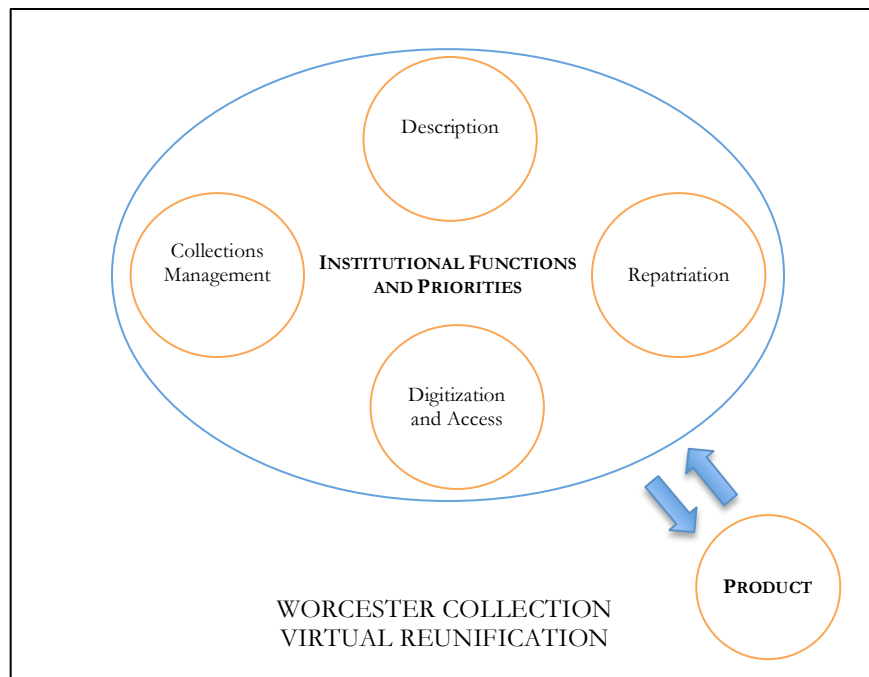 Description
Collections
Management
INSTITUTIONAL FUNCTIONS
AND PRIORITIES
Repatriation
Digitization
and Access
PRODUCT
WORCESTER COLLECTION
VIRTUAL REUNIFICATION